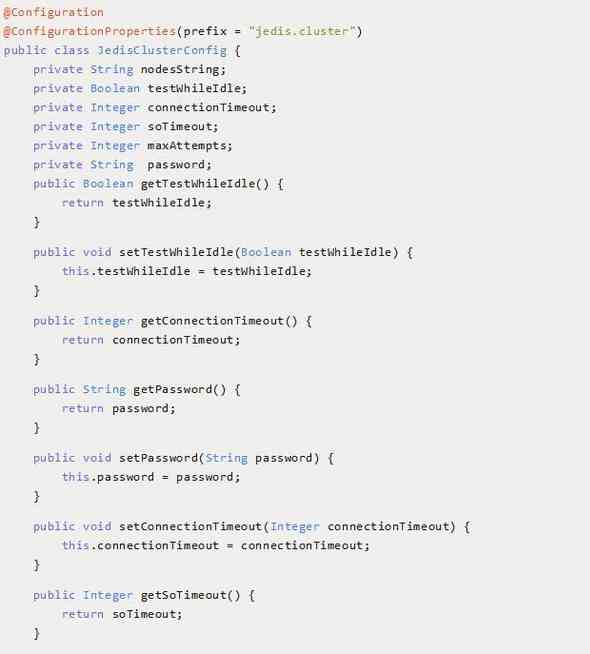 @Configuration
@ConfigurationProperties(prefix = "jedis.cluster")
public class JedisClusterConfig {
    private String nodesString;
    private Boolean testWhileIdle;
    private Integer connectionTimeout;
    private Integer soTimeout;
    private Integer maxAttempts;
    private String  password;
    public Boolean getTestWhileIdle() {
        return testWhileIdle;
    }
    public void setTestWhileIdle(Boolean testWhileIdle) {
        this.testWhileIdle = testWhileIdle;
    }
    public Integer getConnectionTimeout() {
        return connectionTimeout;
    }
    public String getPassword() {
        return password;
    }
    public void setPassword(String password) {
        this.password = password;
    }
    public void setConnectionTimeout(Integer connectionTimeout) {
        this.connectionTimeout = connectionTimeout;
    }
    public Integer getSoTimeout() {
        return soTimeout;
    }